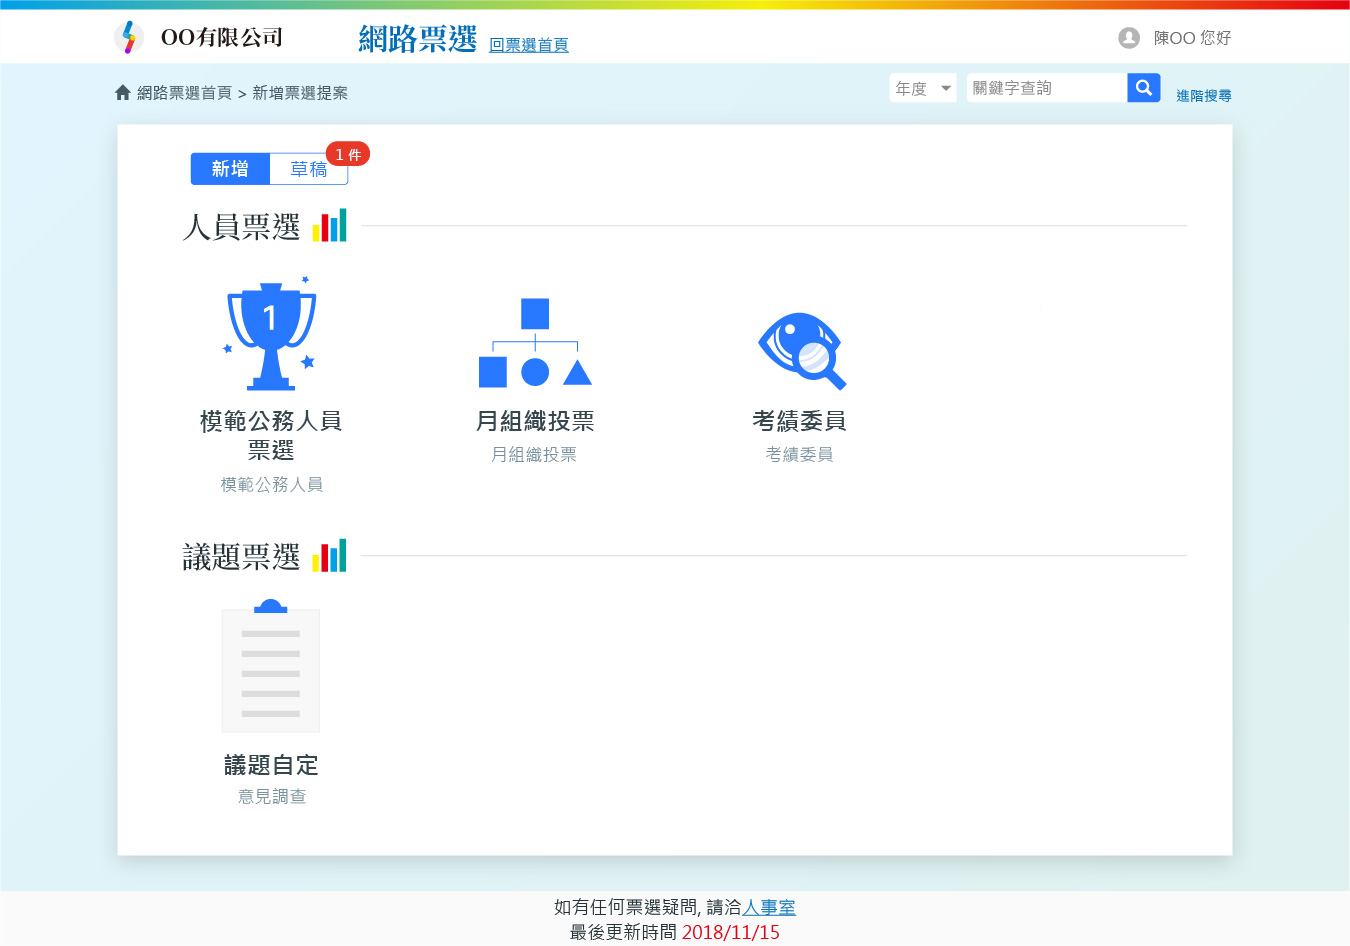 OO有限公司
網路票選 回票選首頁
陳OO 您好
網路票選首頁 > 新增票選提案
年度
關鍵字查詢
進階搜尋
新增
草稿
1 件
人員票選
1
模範公務人員
票選
模範公務人員
月組織投票
月組織投票
考績委員
考績委員
議題票選
議題自定
意見調查
如有任何票選疑問, 請洽人事室
最後更新時間 2018/11/15